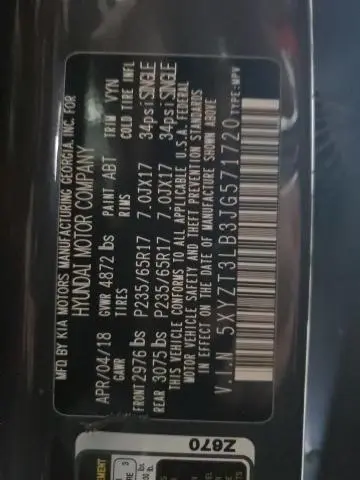 MFD BY KIA MOTORS MANUFACTURING GEORGIA, INC. FOR
HYUNDAI MOTOR COMPANY
APR/04/18 GVWR 4872 lbs PAINT ABT TRIM VYN
GAWR TIRES RIMS COLD TIRE INFL
FRONT 2976 lbs P235/65R17 7.0JX17 34psi SINGLE
REAR 3075 lbs P235/65R17 7.0JX17 34psi SINGLE
THIS VEHICLE CONFORMS TO ALL APPLICABLE U.S.A FEDERAL
MOTOR VEHICLE SAFETY AND THEFT PREVENTION STANDARDS
IN EFFECT ON THE DATE OF MANUFACTURE SHOWN ABOVE
V.I.N 5XYZT3LB3JG571720 TYPE:MPV
Z670